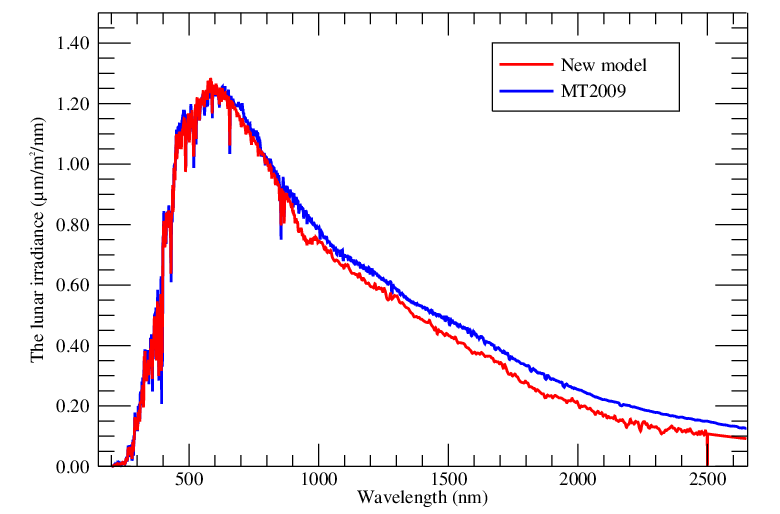 1.40
1.20
1.00
0.80
0.60
0.40
0.20
0.00
The lunar irradiance (μm/m²/nm)
New model
MT2009
500 1000 1500 2000 2500
Wavelength (nm)